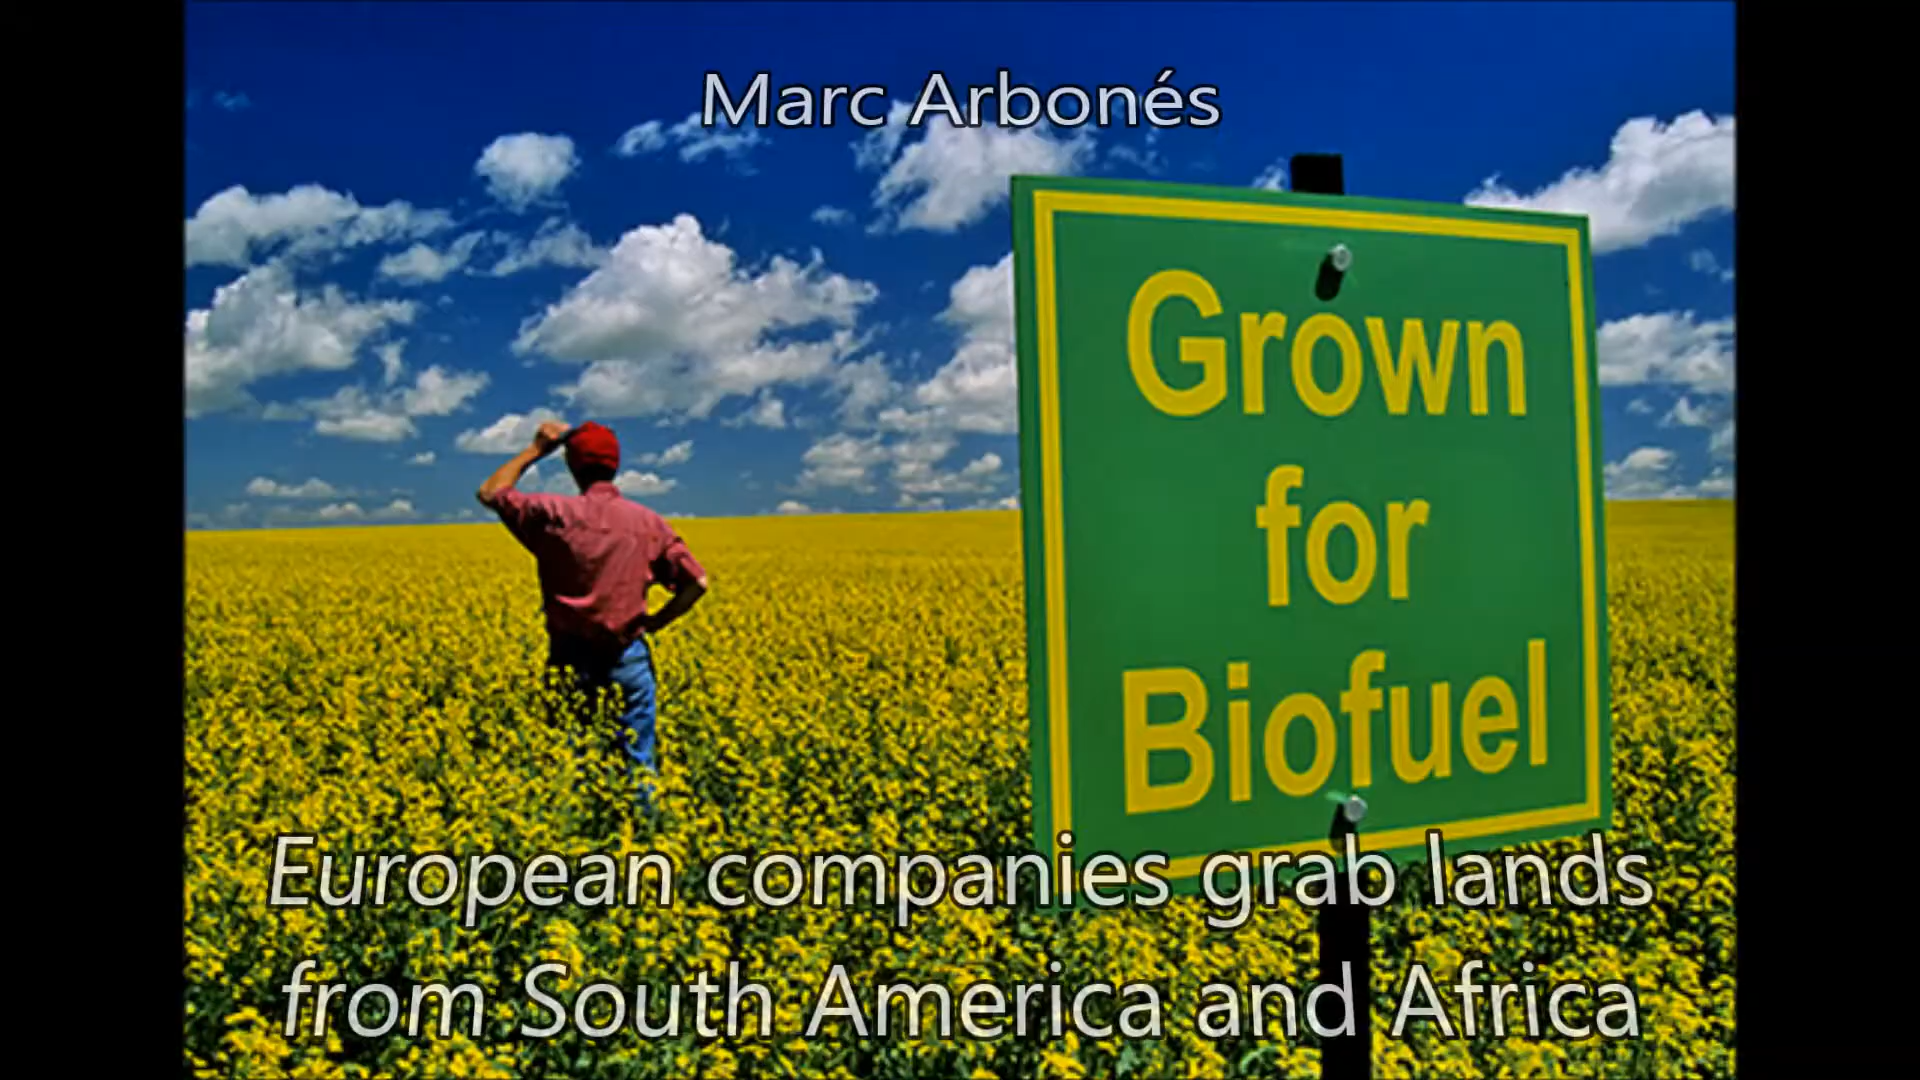 Marc Arbonés
Grown
for
Biofuel
European companies grab lands
from South America and Africa